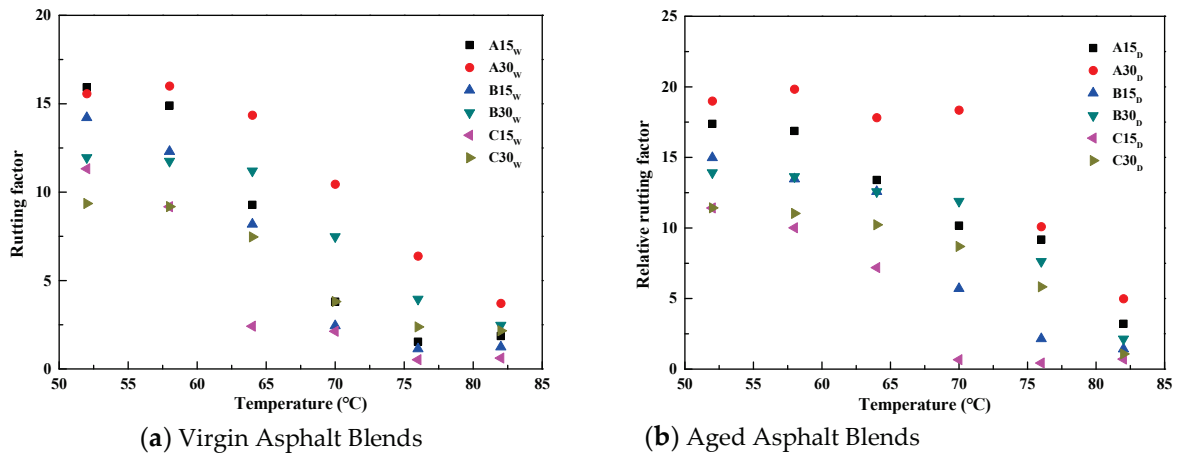 20
15
10
5
0
50 55 60 65 70 75 80 85
Rutting factor
Temperature (°C)
A15W
A30W
B15W
B30W
C15W
C30W
(a) Virgin Asphalt Blends
25
20
15
10
5
0
50 55 60 65 70 75 80 85
Relative rutting factor
Temperature (°C)
A15D
A30D
B15D
B30D
C15D
C30D
(b) Aged Asphalt Blends